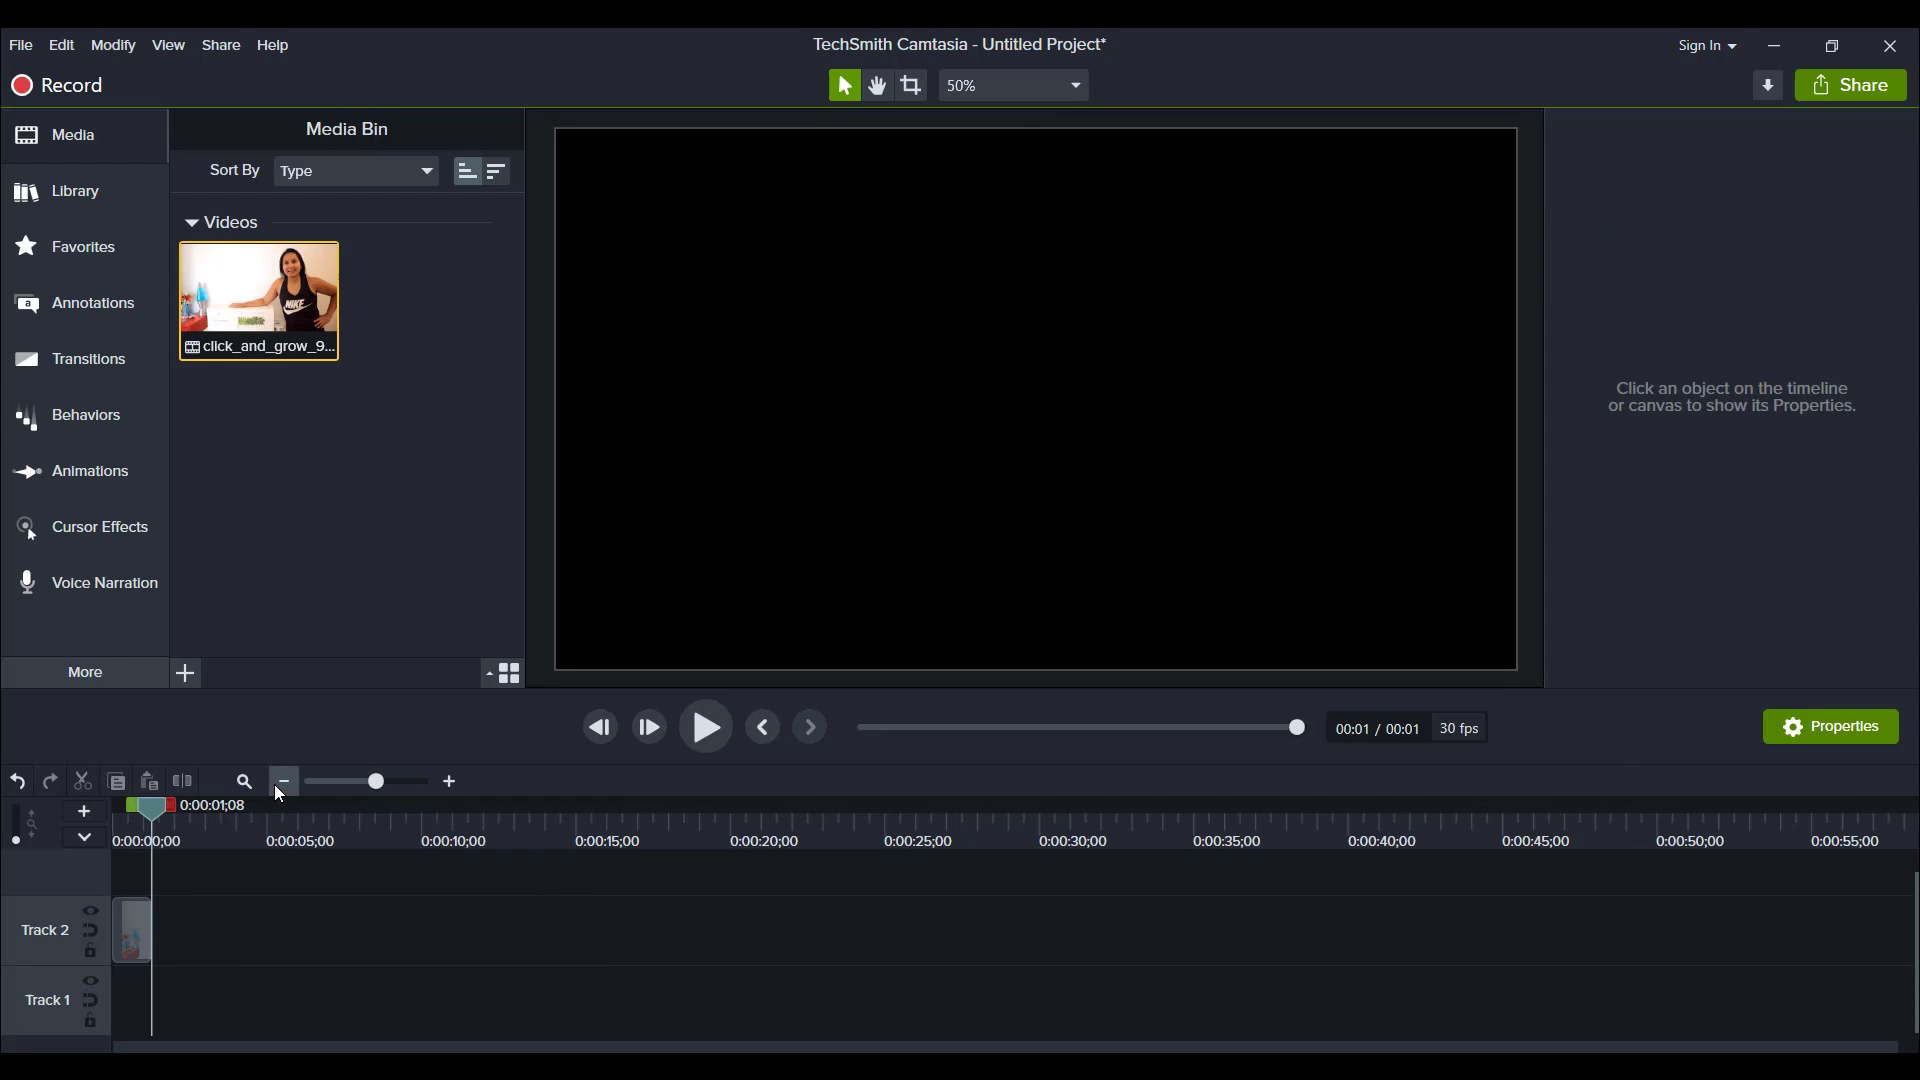 File Edit Modify View Share Help
TechSmith Camtasia - Untitled Project*
Sign In
Record
50%
Share
Media
Media Bin
Sort By Type
Library
Videos
Favorites
NIKE
click_and_grow_9...
Annotations
Transitions
Behaviors
Animations
Cursor Effects
Voice Narration
More
Click an object on the timeline
or canvas to show its Properties.
00:01 / 00:01 30 fps
Properties
0:00:01;08
0:00:00;00 0:00:05;00 0:00:10;00 0:00:15;00 0:00:20;00 0:00:25;00 0:00:30;00 0:00:35;00 0:00:40;00 0:00:45;00 0:00:50;00 0:00:55;00
Track 2
Track 1